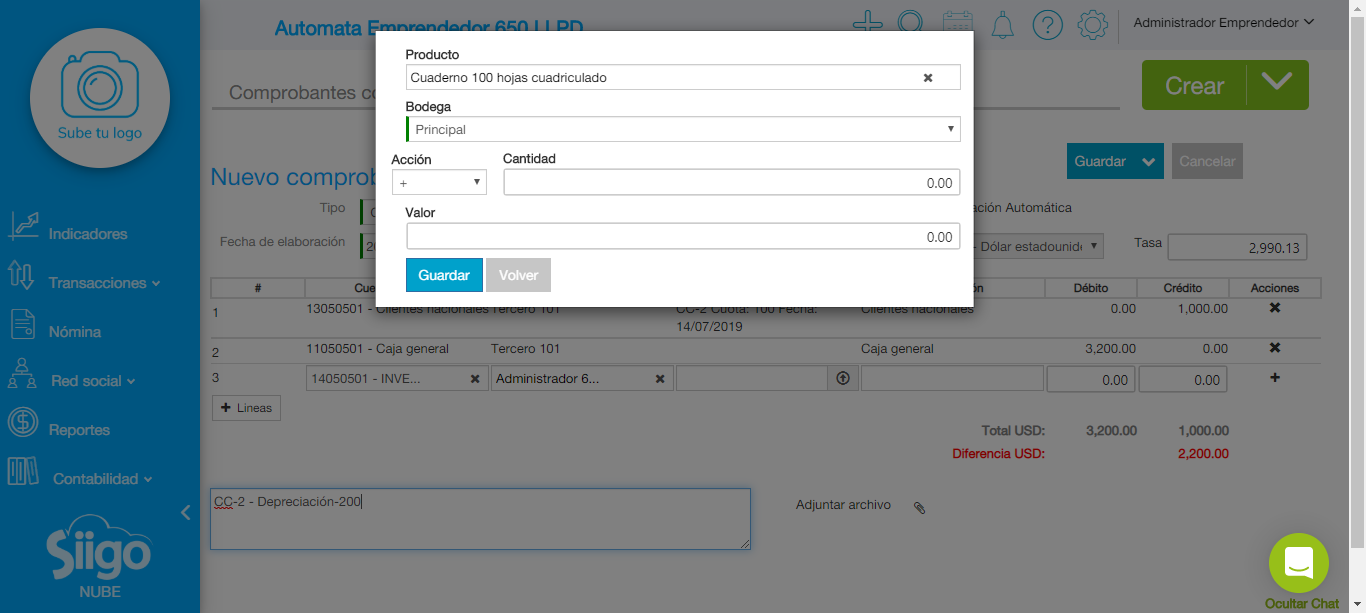 Automata Emprendedor 650 LLPD
Administrador Emprendedor
Sube tu logo
Comprobantes
Crear
Producto
Cuaderno 100 hojas cuadriculado
Bodega
Principal
Acción
Cantidad
+
0.00
Valor
0.00
Guardar
Volver
Guardar
Cancelar
Nuevo comprob
Tipo
ación Automática
Fecha de elaboración
- Dólar estadounide
Tasa
2,990.13
#
Cue
ón
Débito
Crédito
Acciones
1
13050501 - Clientes nacionales
Tercero 101
CC-2 Cuota: 100 Fecha:
14/07/2019
Clientes nacionales
0.00
1,000.00
2
11050501 - Caja general
Tercero 101
Caja general
3,200.00
0.00
3
14050501 - INVE...
Administrador 6...
0.00
0.00
+ Lineas
Total USD:
3,200.00
1,000.00
Diferencia USD:
2,200.00
CC-2 - Depreciación-200
Adjuntar archivo
Indicadores
Transacciones
Nómina
Red social
Reportes
Contabilidad
Siigo
NUBE
Ocultar Chat